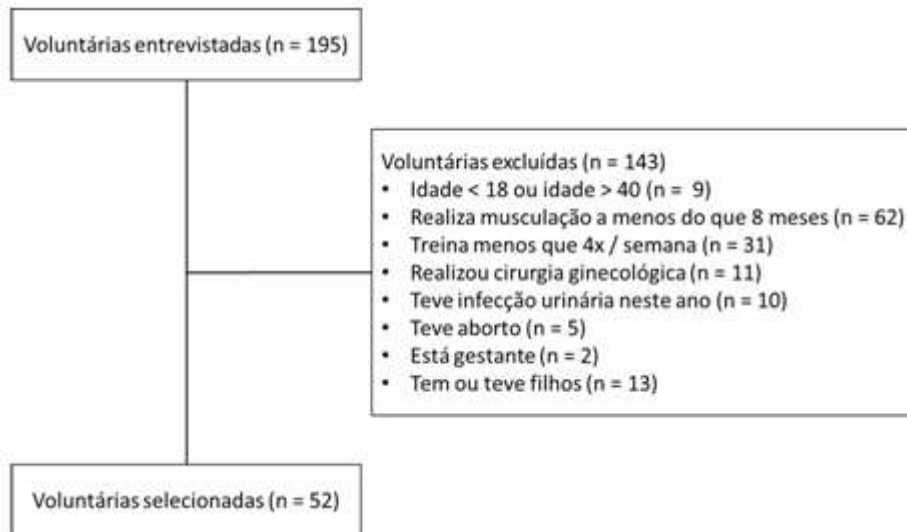 Voluntárias entrevistadas (n = 195)
Voluntárias excluídas (n = 143)
• Idade < 18 ou idade > 40 (n = 9)
• Realiza musculação a menos do que 8 meses (n = 62)
• Treina menos que 4x / semana (n = 31)
• Realizou cirurgia ginecológica (n = 11)
• Teve infecção urinária neste ano (n = 10)
• Teve aborto (n = 5)
• Está gestante (n = 2)
• Tem ou teve filhos (n = 13)
Voluntárias selecionadas (n = 52)